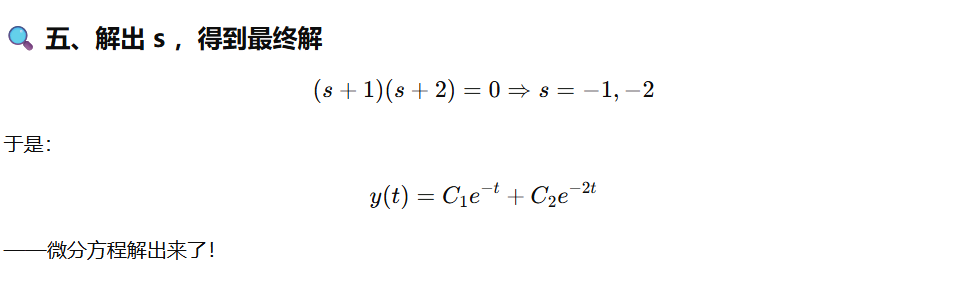 🔍 五、解出 s ，得到最终解
(s + 1)(s + 2) = 0 ⇒ s = −1, −2
于是：
y(t) = C₁e⁻ᵗ + C₂e⁻²ᵗ
——微分方程解出来了！